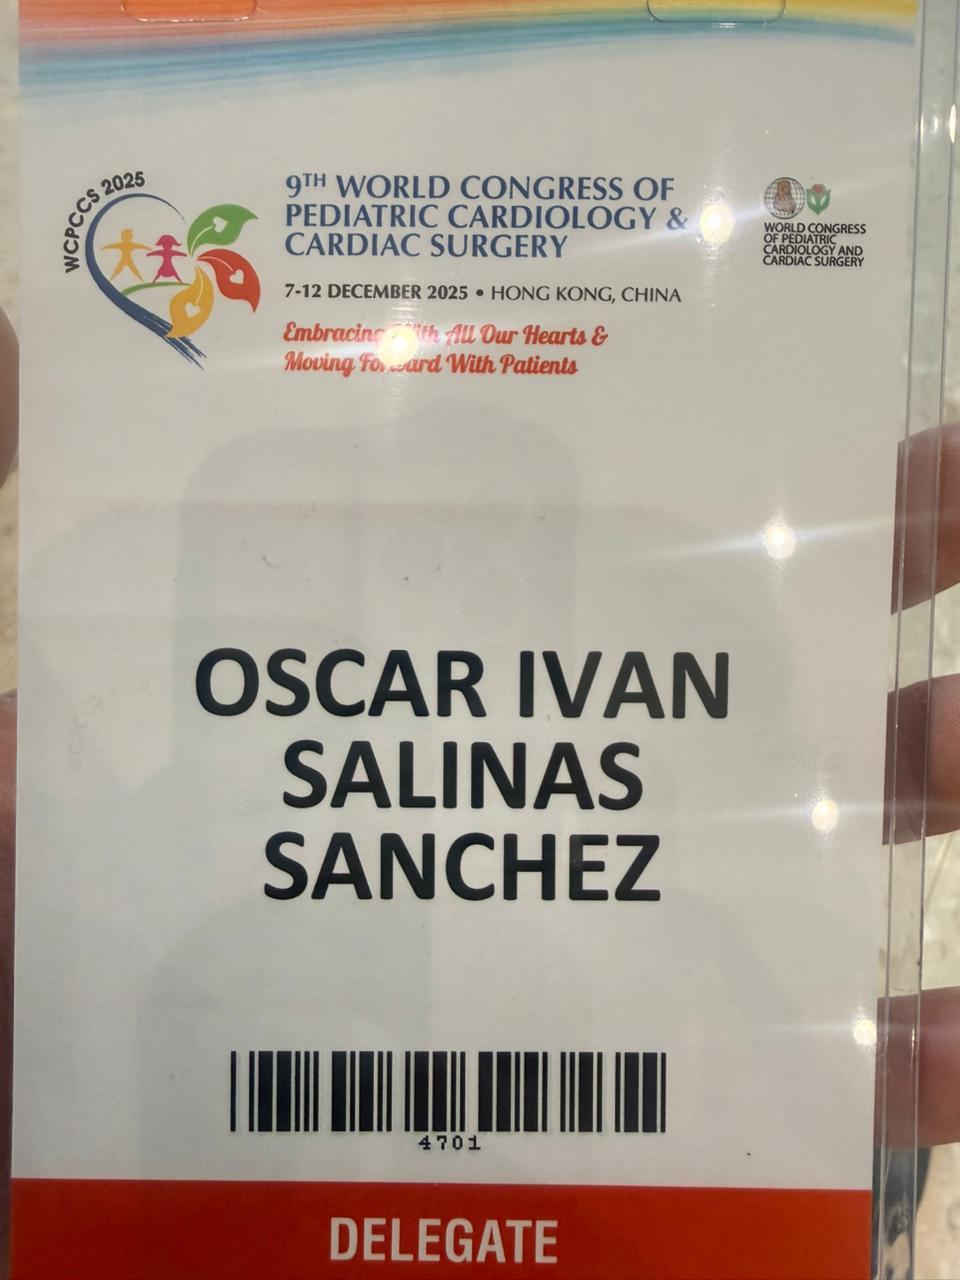 WCPCCS 2025
9TH WORLD CONGRESS OF
PEDIATRIC CARDIOLOGY &
CARDIAC SURGERY
7-12 DECEMBER 2025 • HONG KONG, CHINA
Embracing With All Our Hearts &
Moving Forward With Patients
WORLD CONGRESS
OF PEDIATRIC
CARDIOLOGY AND
CARDIAC SURGERY
OSCAR IVAN
SALINAS
SANCHEZ
4701
DELEGATE